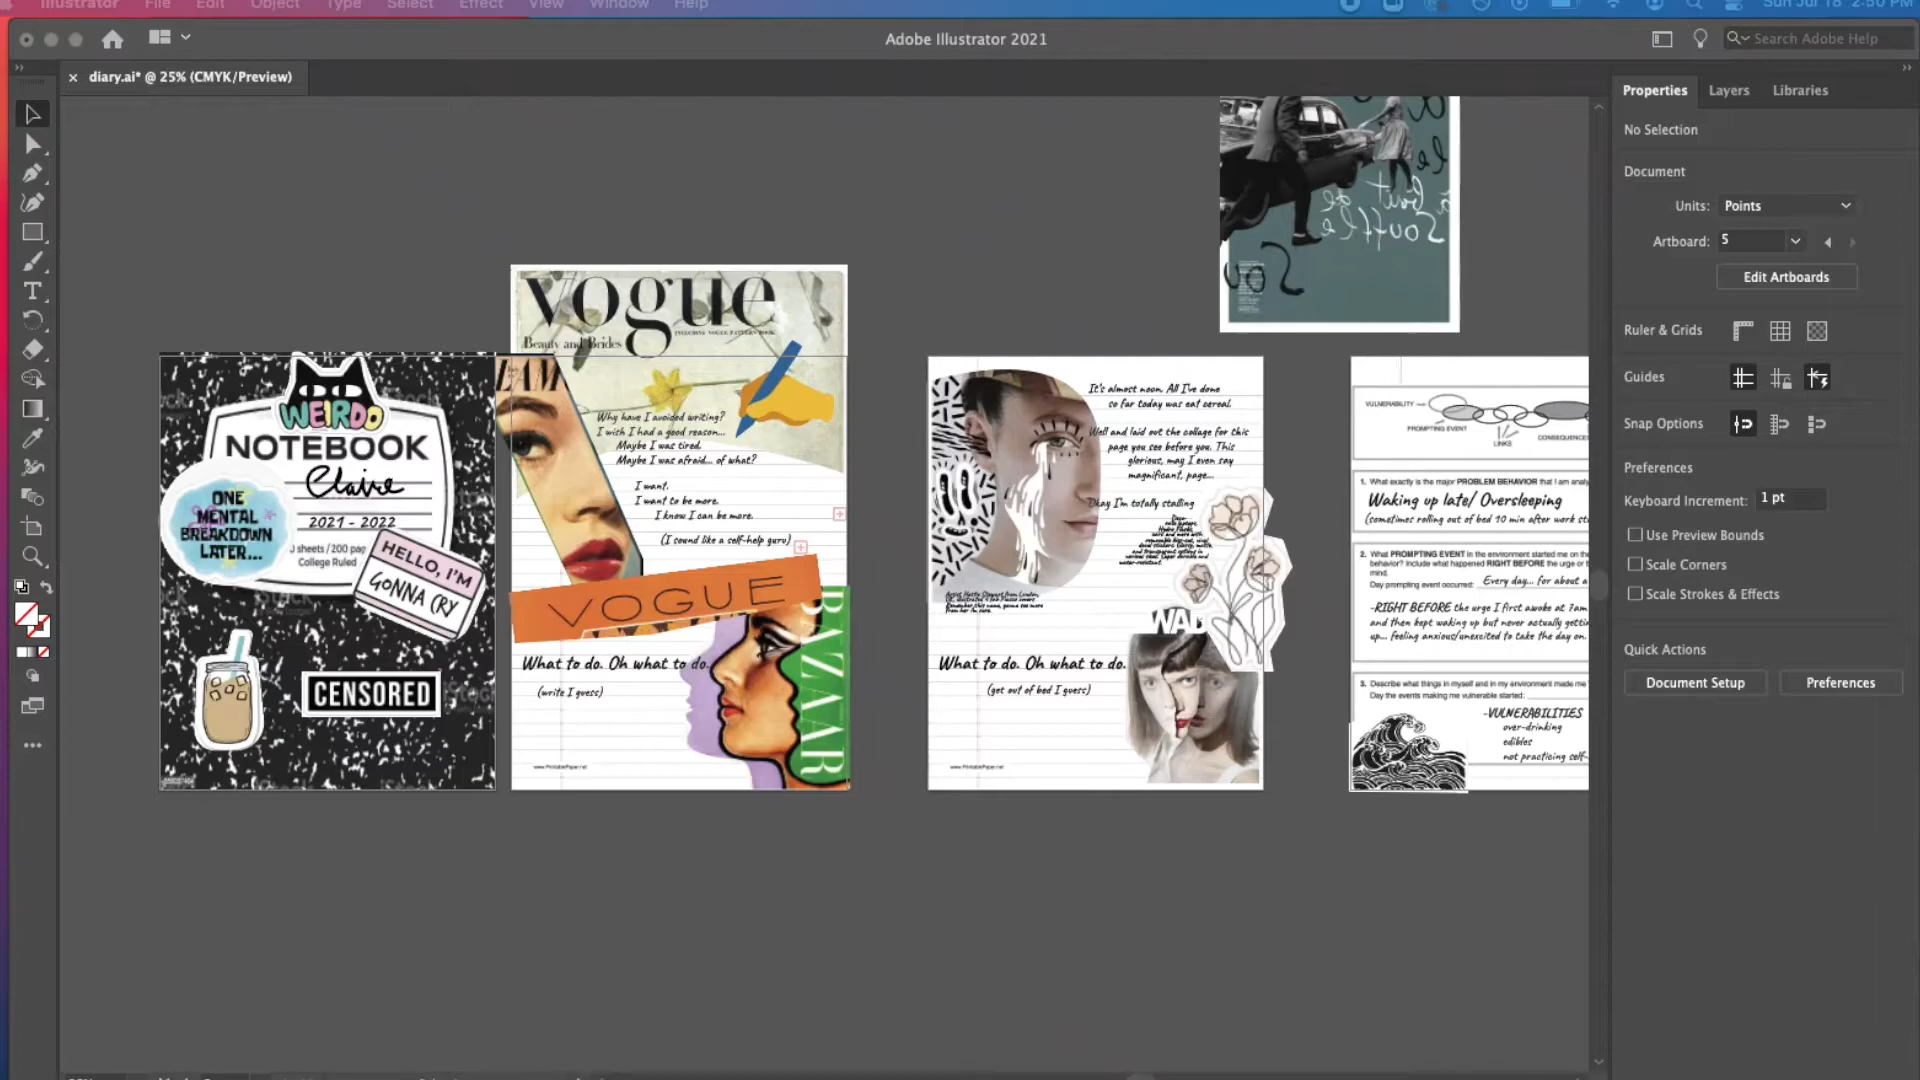 Illustrator File Edit Object Type Select Effect View Window Help
Sun Jul 18 2:50 PM
Adobe Illustrator 2021
Search Adobe Help
diary.ai* @ 25% (CMYK/Preview)
Properties Layers Libraries
No Selection
Document
Units: Points
Artboard: 5
Edit Artboards
Ruler & Grids
Guides
Snap Options
Preferences
Keyboard Increment: 1 pt
Use Preview Bounds
Scale Corners
Scale Strokes & Effects
Quick Actions
Document Setup Preferences
WEIRDO
NOTEBOOK
Claire
2021 - 2022
sheets / 200 pag
College Ruled
ONE
MENTAL
BREAKDOWN
LATER...
HELLO, I'M
GONNA CRY
CENSORED
vogue
INCLUDING VOGUE PATTERN BOOK
Beauty and Brides
Why have I avoided writing?
I wish I had a good reason...
Maybe I was tired.
Maybe I was afraid... of what?
I want.
I want to be more.
I know I can be more.
(I sound like a self-help guru)
VOGUE
BAZAAR
What to do. Oh what to do.
(write I guess)
www.PrintablePaper.net
It's almost noon. All I've done
so far today was eat cereal.
Well and laid out the collage for this
page you see before you. This
glorious, may I even say
magnificent, page...
Okay I'm totally stalling
WAD
What to do. Oh what to do.
(get out of bed I guess)
www.PrintablePaper.net
Souffle
VULNERABILITY
PROMPTING EVENT
LINKS
CONSEQUENCES
1. What exactly is the major PROBLEM BEHAVIOR that I am analy
Waking up late/ Oversleeping
(sometimes rolling out of bed 10 min after work st
2. What PROMPTING EVENT in the environment started me on the
behavior? Include what happened RIGHT BEFORE the urge or t
mind.
Day prompting event occurred: Every day... for about a
-RIGHT BEFORE the urge I first awoke at 7am
and then kept waking up but never actually gettin
up... feeling anxious/unexcited to take the day on.
3. Describe what things in myself and in my environment made me
Day the events making me vulnerable started:
-VULNERABILITIES
over-drinking
edibles
not practicing self-